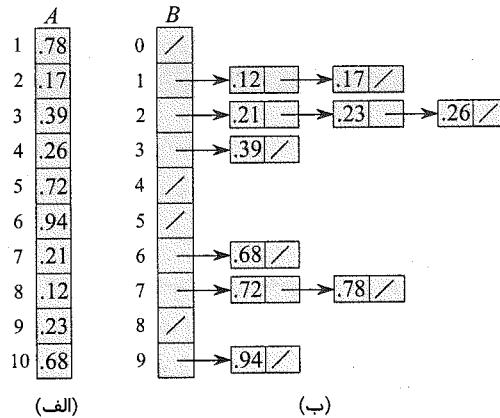 A B
1 .78 0 /
2 .17 1 .12 .17 /
3 .39 2 .21 .23 .26 /
4 .26 3 .39 /
5 .72 4 /
6 .94 5 /
7 .21 6 .68 /
8 .12 7 .72 .78 /
9 .23 8 /
10 .68 9 .94 /
(الف) (ب)